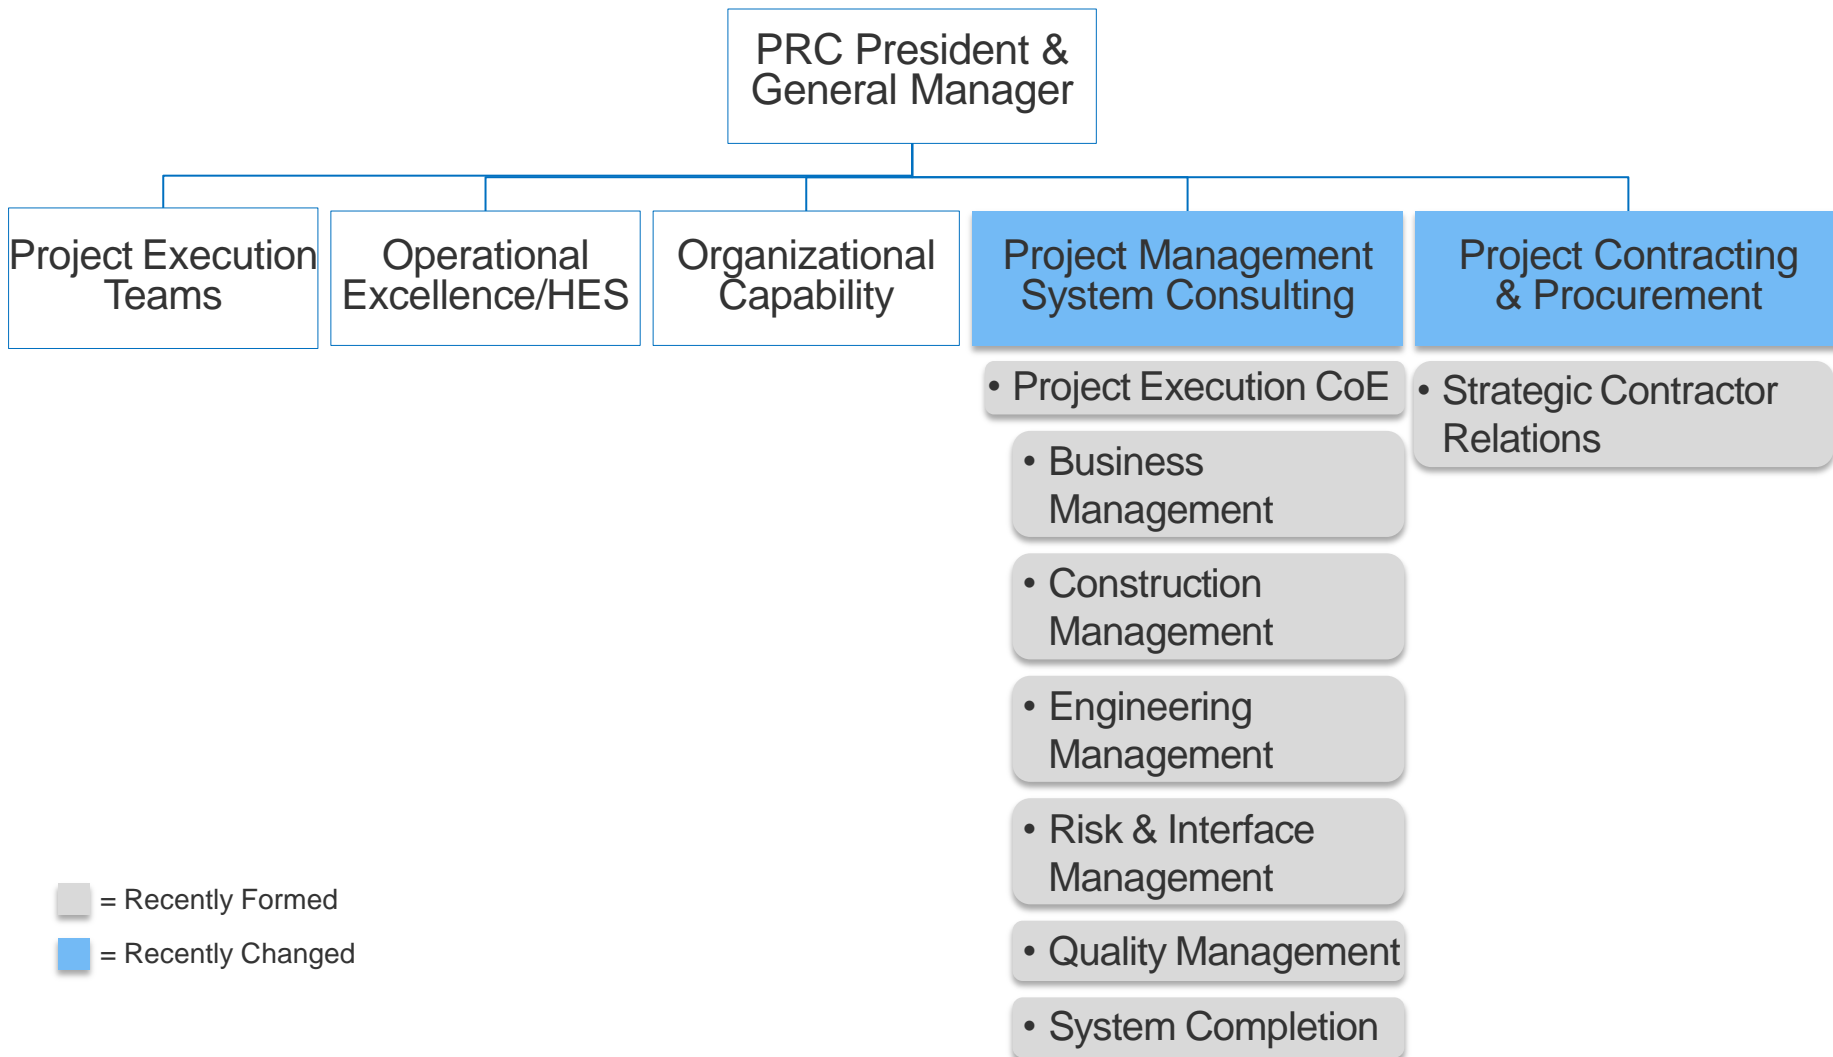 PRC President &
General Manager
Project Execution
Teams
Operational
Excellence/HES
Organizational
Capability
Project Management
System Consulting
Project Contracting
& Procurement
• Project Execution CoE
• Business
Management
• Construction
Management
• Engineering
Management
• Risk & Interface
Management
• Quality Management
• System Completion
• Strategic Contractor
Relations
= Recently Formed
= Recently Changed